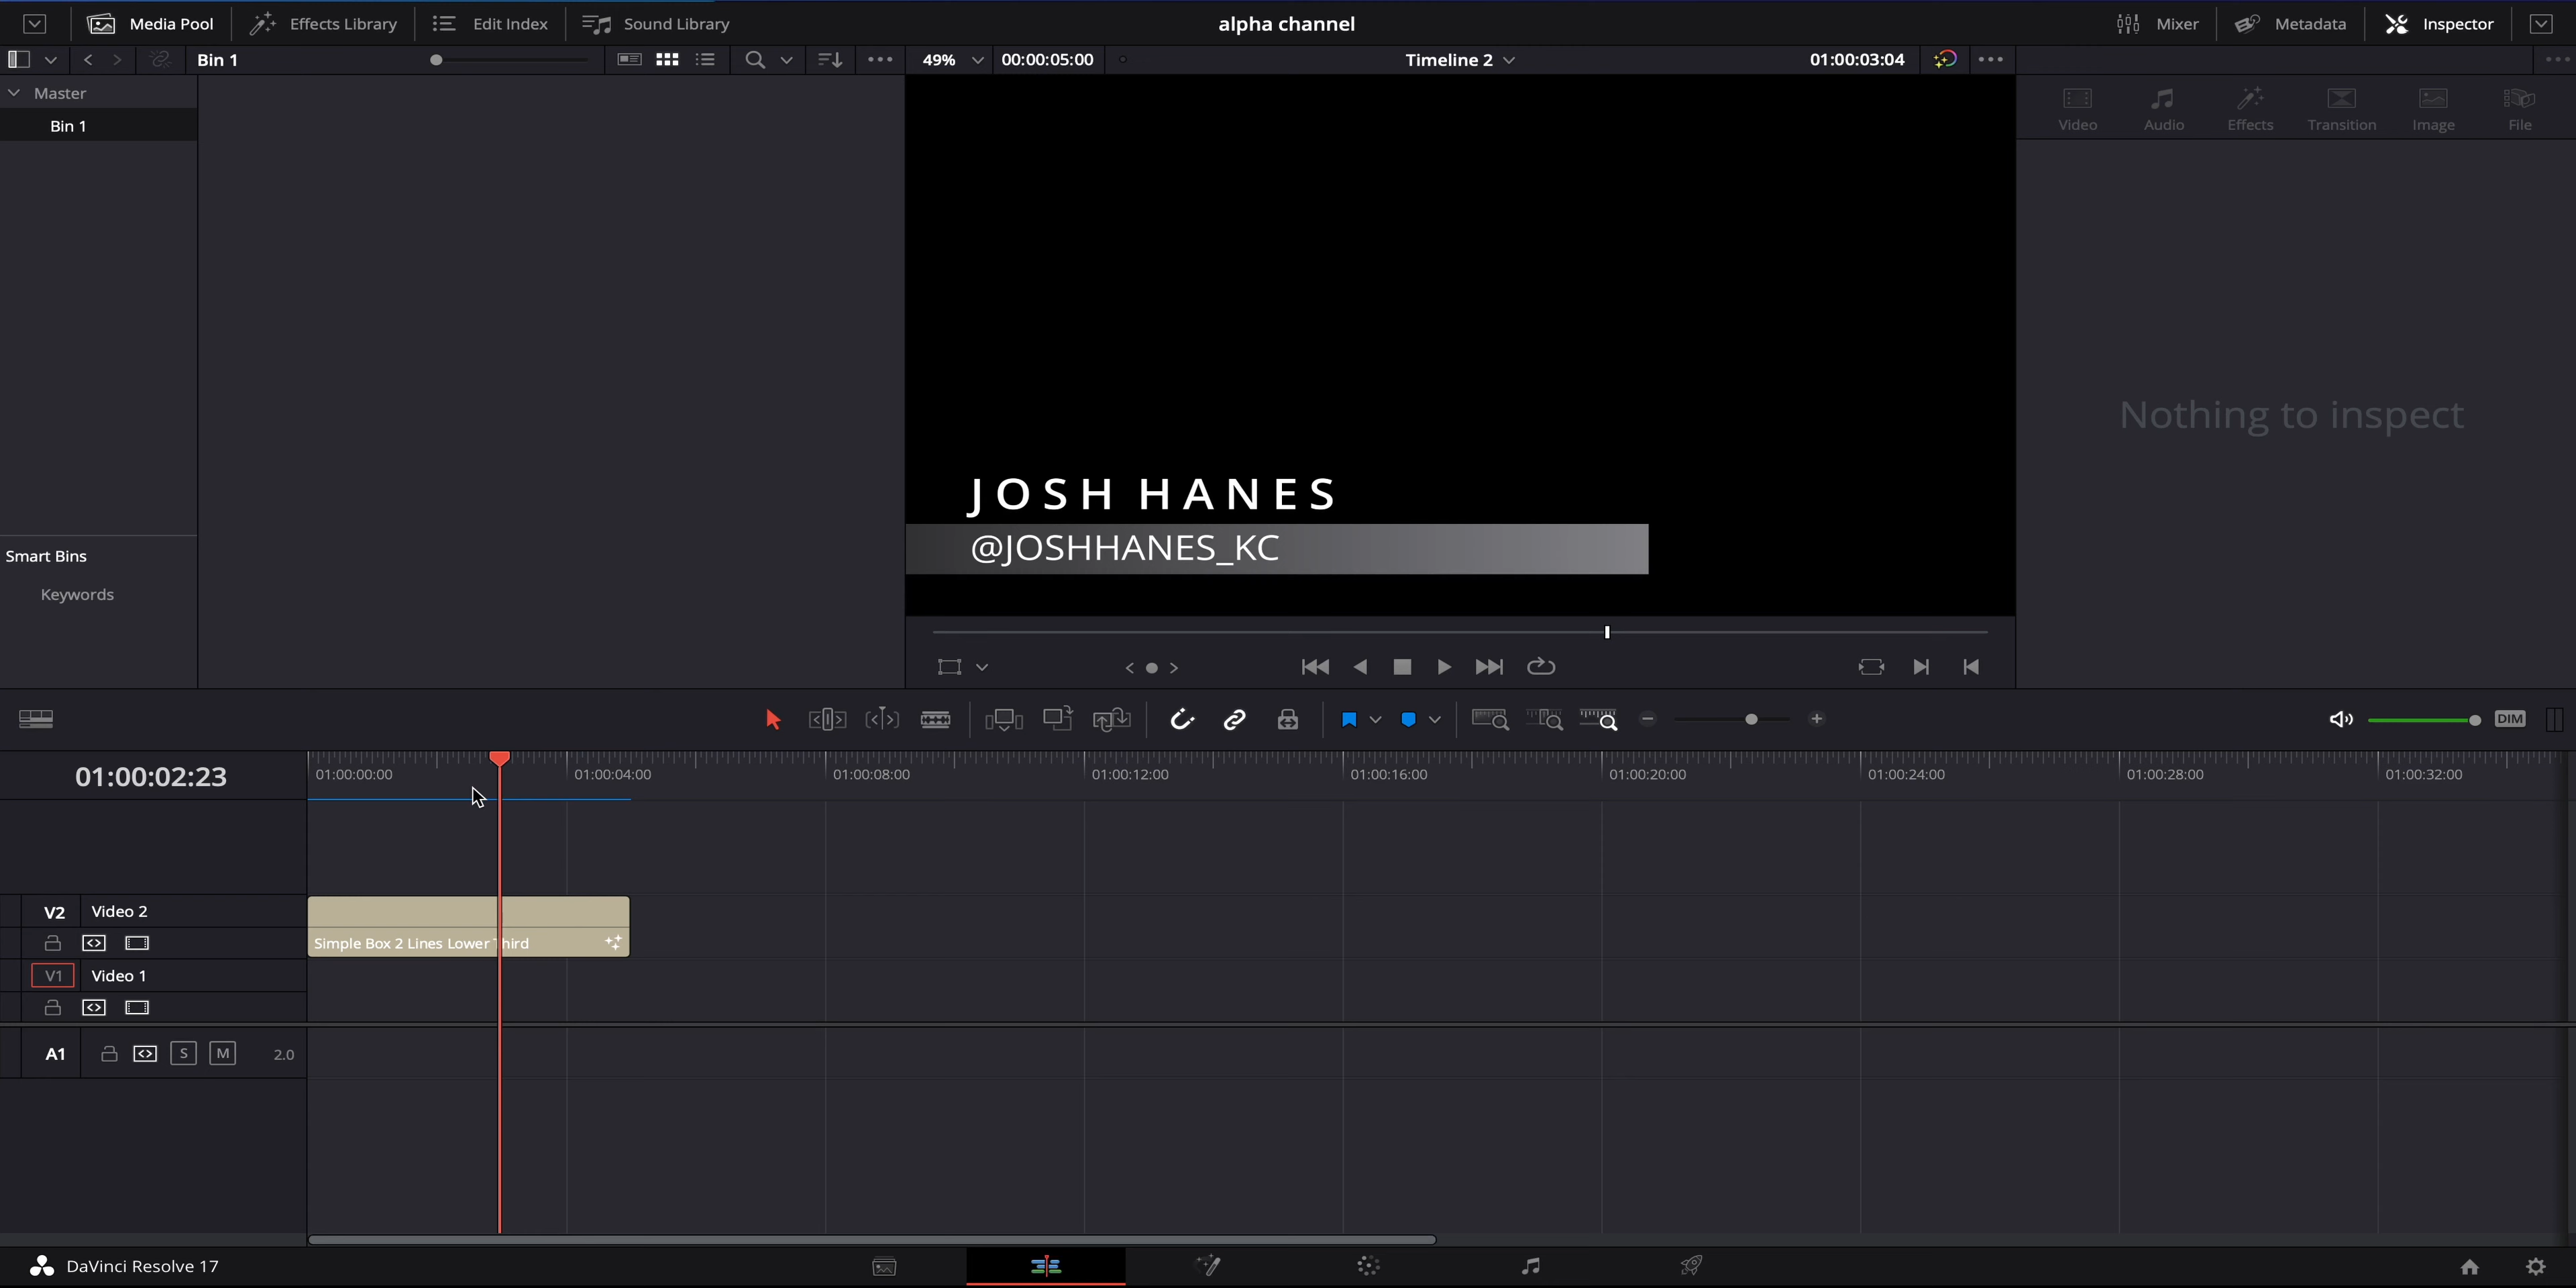 Media Pool
Effects Library
Edit Index
Sound Library
alpha channel
Mixer
Metadata
Inspector
Bin 1
49%
00:00:05:00
Timeline 2
01:00:03:04
Master
Bin 1
Video
Audio
Effects
Transition
Image
File
Nothing to inspect
JOSH HANES
@JOSHHANES_KC
Smart Bins
Keywords
DIM
01:00:02:23
01:00:00:00
01:00:04:00
01:00:08:00
01:00:12:00
01:00:16:00
01:00:20:00
01:00:24:00
01:00:28:00
01:00:32:00
V2
Video 2
Simple Box 2 Lines Lower Third
V1
Video 1
A1
S
M
2.0
DaVinci Resolve 17